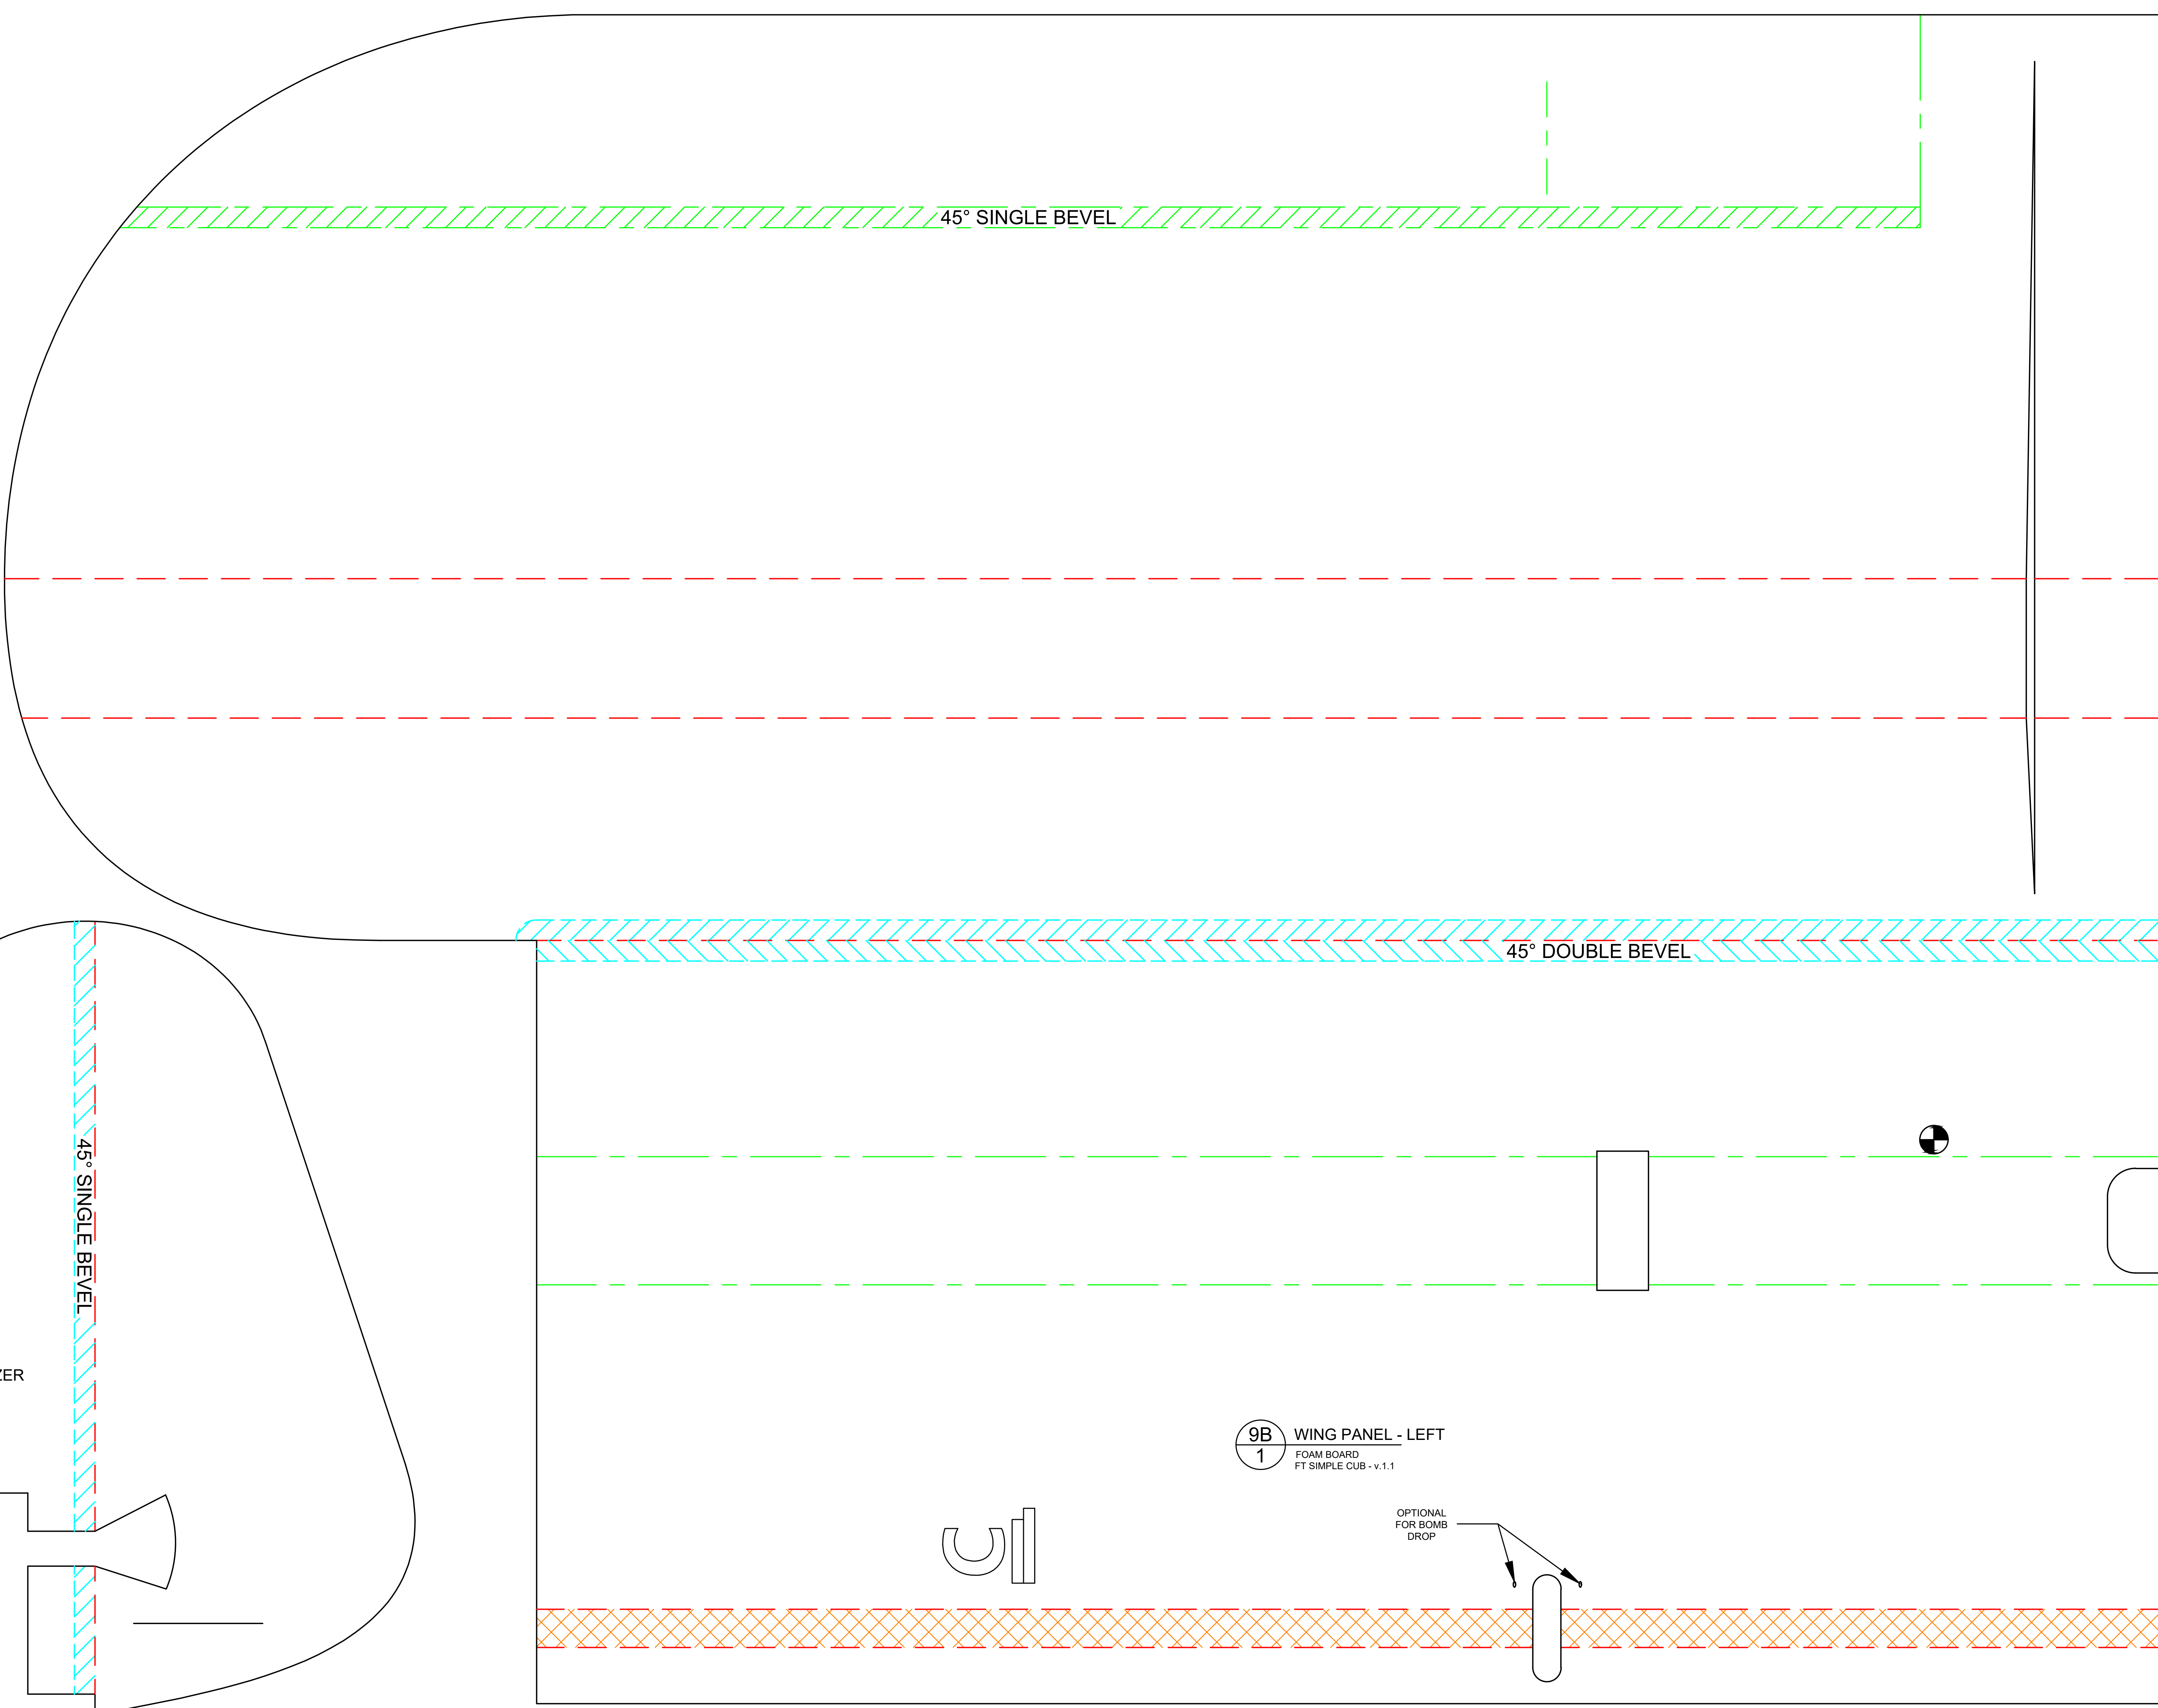 45° SINGLE BEVEL
45° DOUBLE BEVEL
45° SINGLE BEVEL
ZER
9B
1
WING PANEL - LEFT
FOAM BOARD
FT SIMPLE CUB - v.1.1
OPTIONAL
FOR BOMB
DROP